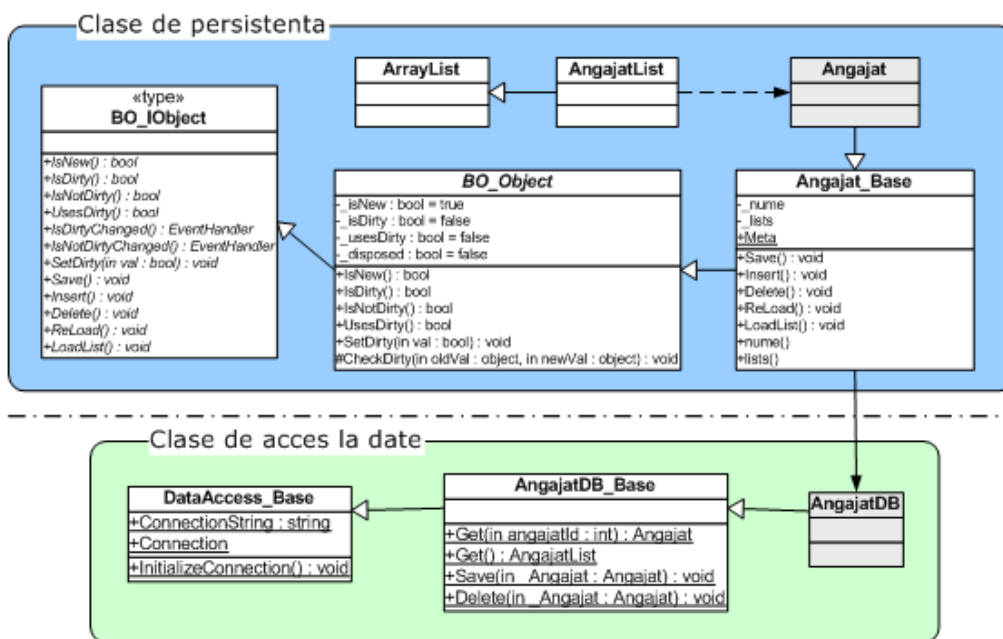 Clase de persistenta
ArrayList
AngajatList
Angajat
«type»
BO_IObject
+IsNew() : bool
+IsDirty() : bool
+IsNotDirty() : bool
+UsesDirty() : bool
+IsDirtyChanged() : EventHandler
+IsNotDirtyChanged() : EventHandler
+SetDirty(in val : bool) : void
+Save() : void
+Insert() : void
+Delete() : void
+ReLoad() : void
+LoadList() : void
BO_Object
-_isNew : bool = true
-_isDirty : bool = false
-_usesDirty : bool = false
-_disposed : bool = false
+IsNew() : bool
+IsDirty() : bool
+IsNotDirty() : bool
+UsesDirty() : bool
+SetDirty(in val : bool) : void
#CheckDirty(in oldVal : object, in newVal : object) : void
Angajat_Base
-_nume
-_lists
+Meta
+Save() : void
+Insert() : void
+Delete() : void
+ReLoad() : void
+LoadList() : void
+nume()
+lists()
Clase de acces la date
DataAccess_Base
+ConnectionString : string
+Connection
+InitializeConnection() : void
AngajatDB_Base
+Get(in angajatId : int) : Angajat
+Get() : AngajatList
+Save(in _Angajat : Angajat) : void
+Delete(in _Angajat : Angajat) : void
AngajatDB